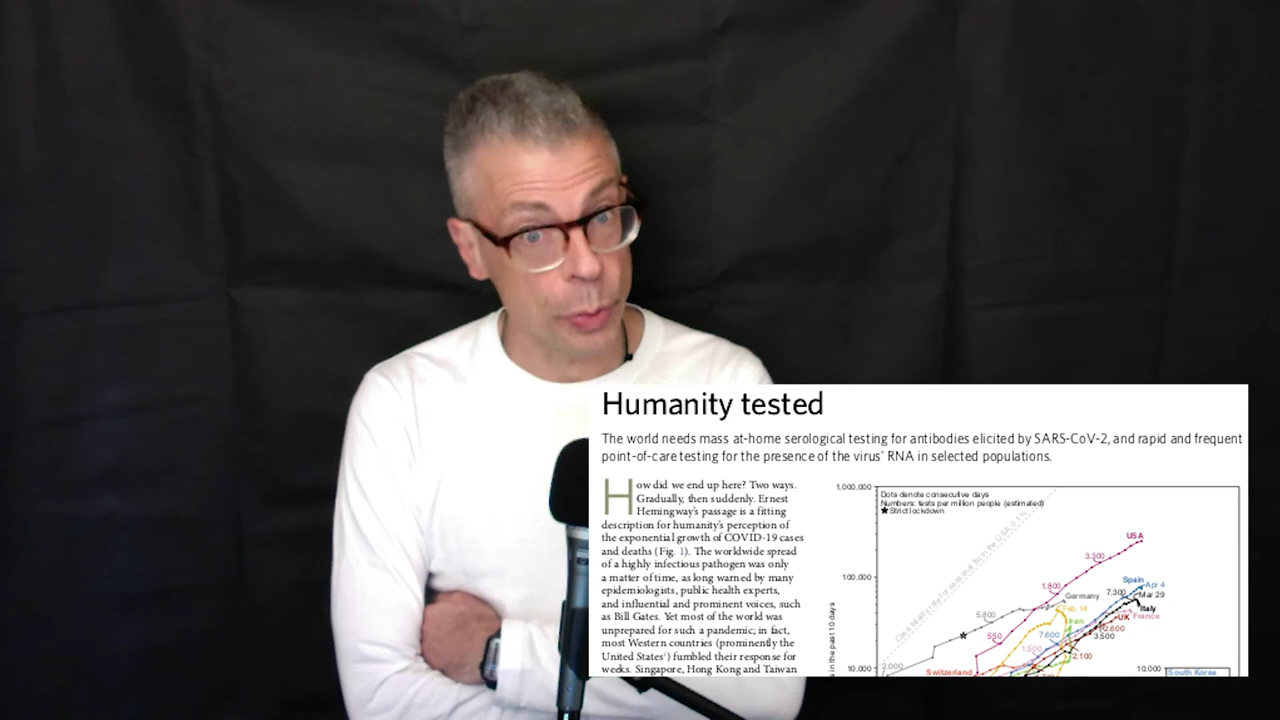 Humanity tested
The world needs mass at-home serological testing for antibodies elicited by SARS-CoV-2, and rapid and frequent
point-of-care testing for the presence of the virus' RNA in selected populations.
How did we end up here? Two ways.
Gradually, then suddenly. Ernest
Hemingway's passage is a fitting
description for humanity's perception of
the exponential growth of COVID-19 cases
and deaths (Fig. 1). The worldwide spread
of a highly infectious pathogen was only
a matter of time, as long warned by many
epidemiologists, public health experts,
and influential and prominent voices, such
as Bill Gates. Yet most of the world was
unprepared for such a pandemic; in fact,
most Western countries (prominently the
United States¹) fumbled their response for
weeks. Singapore, Hong Kong and Taiwan
1,000,000
Dots denote consecutive days
Numbers: tests per million people (estimated)
★ Strict lockdown
USA
3,300
100,000
1,800
Germany
Spain
Apr 4
7,300
Mar 29
Feb 14
Italy
5,800
Iran
UK
France
12,600
550
7,600
3,500
1,500
2,100
2,000
10,000
Switzerland
10,000
South Korea
in the past 10 days